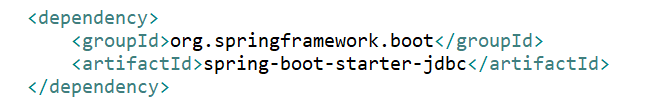 <dependency>
    <groupId>org.springframework.boot</groupId>
    <artifactId>spring-boot-starter-jdbc</artifactId>
</dependency>